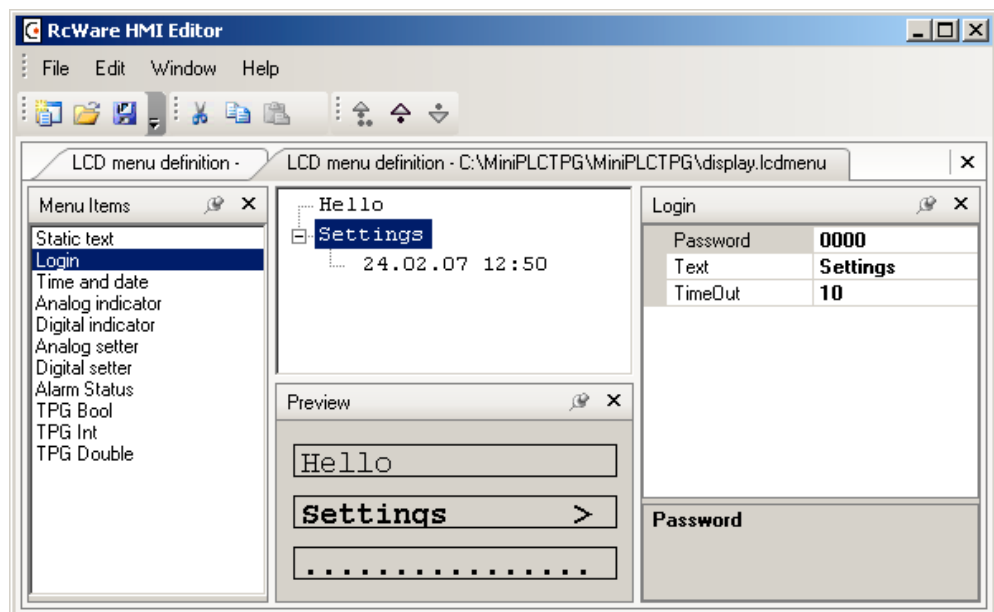 RcWare HMI Editor
File Edit Window Help
LCD menu definition -
LCD menu definition - C:\MiniPLCTPG\MiniPLCTPG\display.lcdmenu
Menu Items
Static text
Login
Time and date
Analog indicator
Digital indicator
Analog setter
Digital setter
Alarm Status
TPG Bool
TPG Int
TPG Double
Hello
Settings
24.02.07 12:50
Preview
Hello
Settings >
................
Login
Password 0000
Text Settings
TimeOut 10
Password